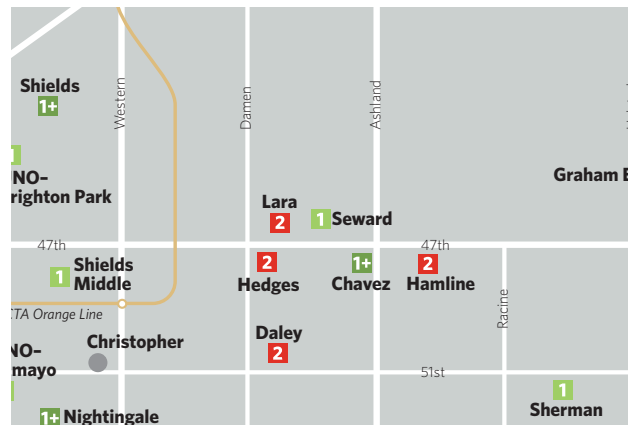 Shields
1+
Western
Damen
Ashland
1
NO–
righton Park
Graham
Lara
2
1 Seward
47th
47th
1 Shields
Middle
2
Hedges
1+
Chavez
2
Hamline
Racine
TA Orange Line
Christopher
Daley
2
NO–
mayo
51st
1
Sherman
1+ Nightingale